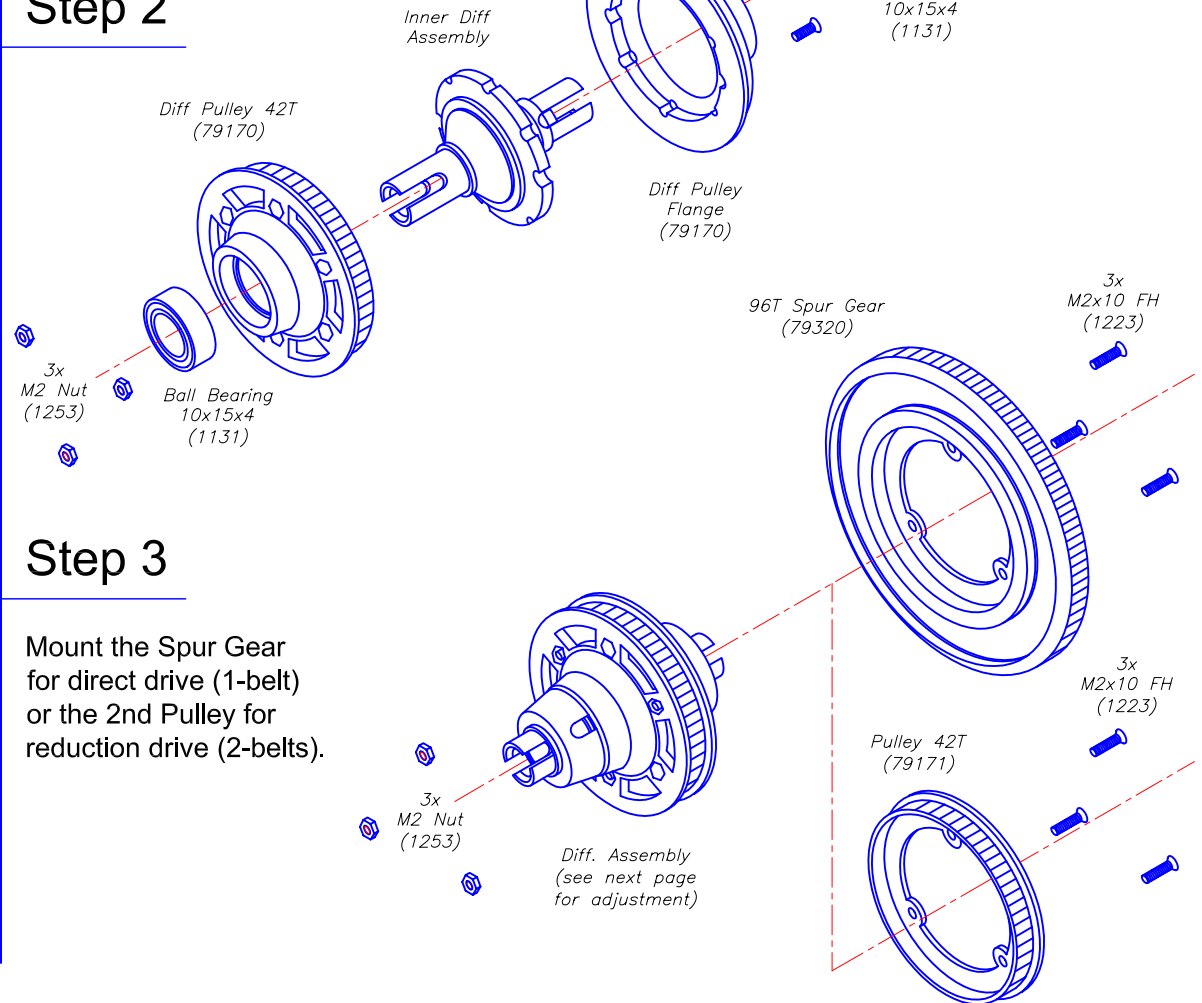 Step 2
Inner Diff
Assembly
10x15x4
(1131)
Diff Pulley 42T
(79170)
Diff Pulley
Flange
(79170)
3x
M2 Nut
(1253)
Ball Bearing
10x15x4
(1131)
96T Spur Gear
(79320)
3x
M2x10 FH
(1223)
Step 3
Mount the Spur Gear
for direct drive (1-belt)
or the 2nd Pulley for
reduction drive (2-belts).
3x
M2 Nut
(1253)
Diff. Assembly
(see next page
for adjustment)
3x
M2x10 FH
(1223)
Pulley 42T
(79171)